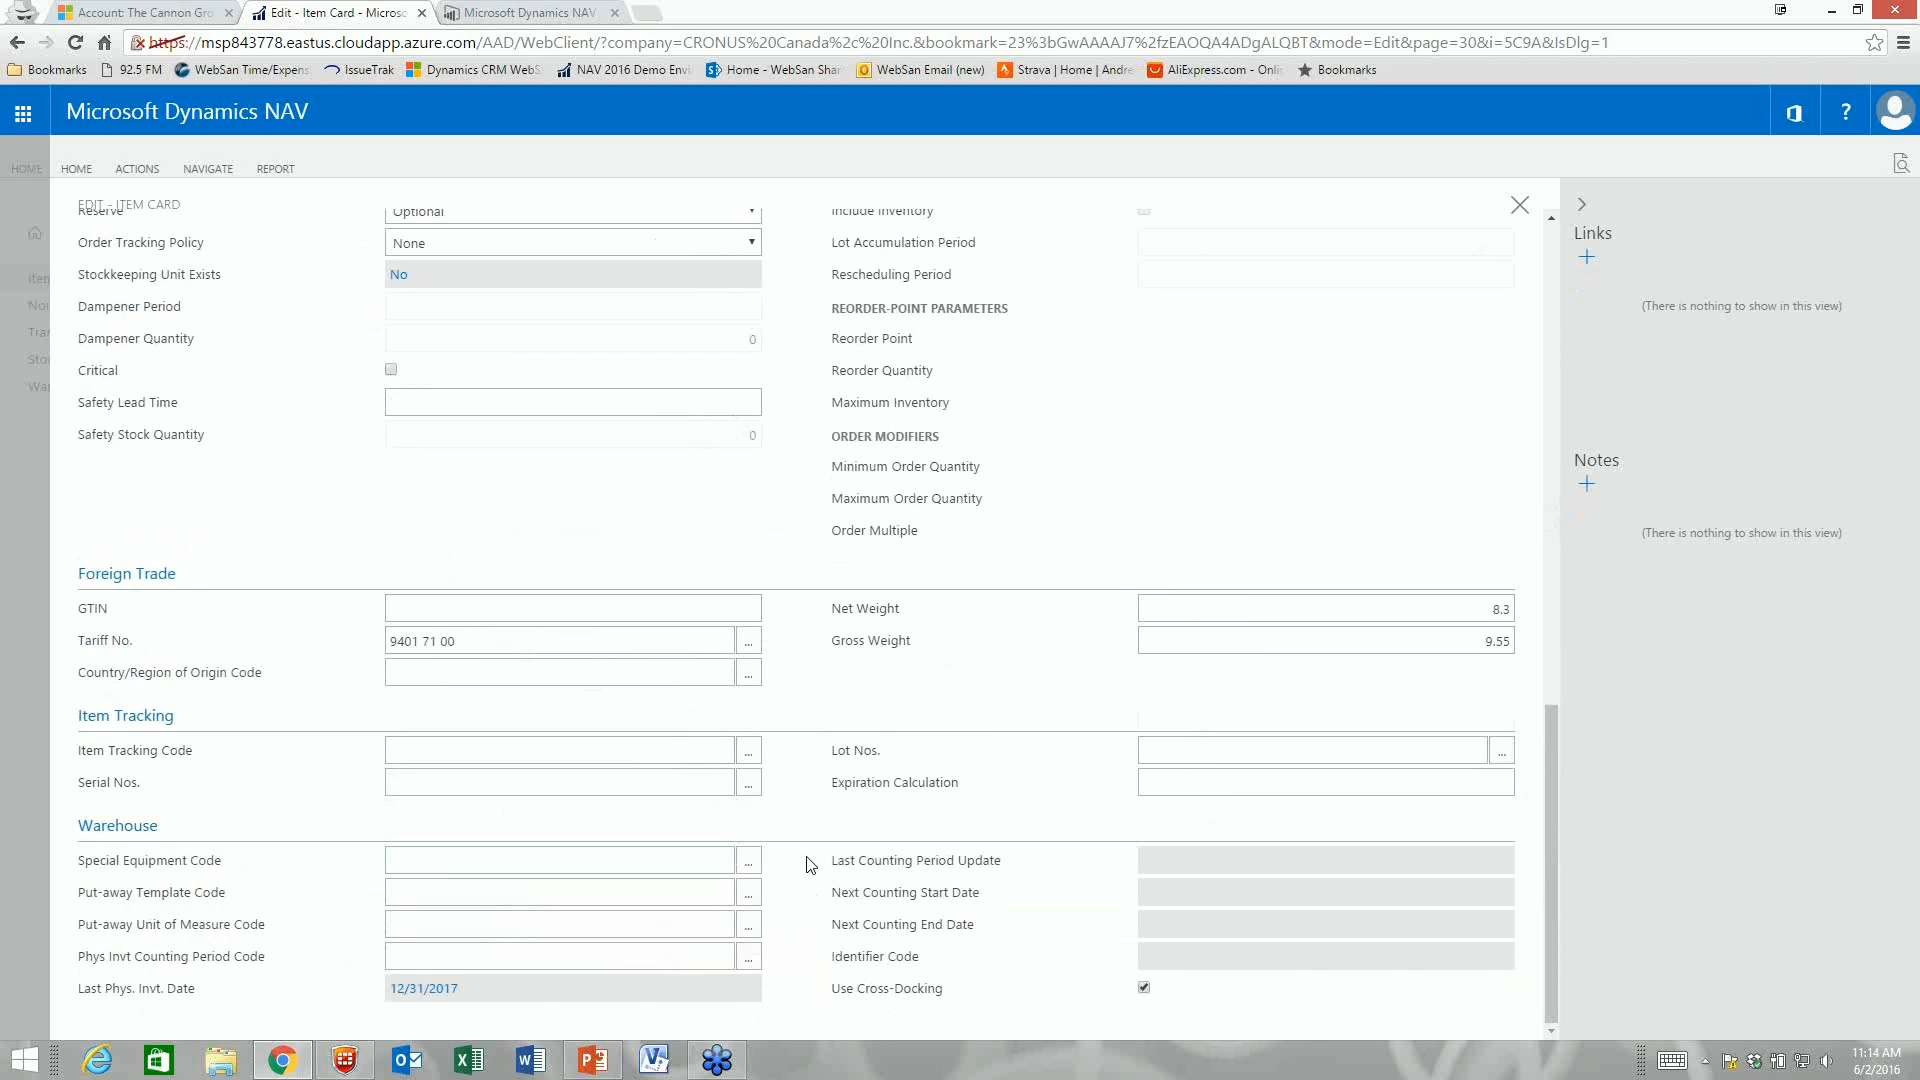 Account: The Cannon Gro
Edit - Item Card - Microso
Microsoft Dynamics NAV
https://msp843778.eastus.cloudapp.azure.com/AAD/WebClient/?company=CRONUS%20Canada%2c%20Inc.&bookmark=23%3bGwAAAAJ7%2fzEAOQA4ADgALQBT&mode=Edit&page=30&i=5C9A&IsDlg=1
Bookmarks
92.5 FM
WebSan Time/Expens
IssueTrak
Dynamics CRM WebS
NAV 2016 Demo Envi
Home - WebSan Shar
WebSan Email (new)
Strava | Home | Andre
AliExpress.com - Onli
Bookmarks
Microsoft Dynamics NAV
?
HOME
HOME
ACTIONS
NAVIGATE
REPORT
EDIT - ITEM CARD
Reserve
Optional
Include Inventory
Order Tracking Policy
None
Lot Accumulation Period
Stockkeeping Unit Exists
No
Rescheduling Period
Dampener Period
REORDER-POINT PARAMETERS
Dampener Quantity
0
Reorder Point
Critical
Reorder Quantity
Safety Lead Time
Maximum Inventory
Safety Stock Quantity
0
ORDER MODIFIERS
Minimum Order Quantity
Maximum Order Quantity
Order Multiple
Foreign Trade
GTIN
Net Weight
8.3
Tariff No.
9401 71 00
...
Gross Weight
9.55
Country/Region of Origin Code
...
Item Tracking
Item Tracking Code
...
Lot Nos.
...
Serial Nos.
...
Expiration Calculation
Warehouse
Special Equipment Code
...
Last Counting Period Update
Put-away Template Code
...
Next Counting Start Date
Put-away Unit of Measure Code
...
Next Counting End Date
Phys Invt Counting Period Code
...
Identifier Code
Last Phys. Invt. Date
12/31/2017
Use Cross-Docking
Links
(There is nothing to show in this view)
Notes
(There is nothing to show in this view)
Iten
Nor
Tra
Sto
Wa
11:14 AM
6/2/2016